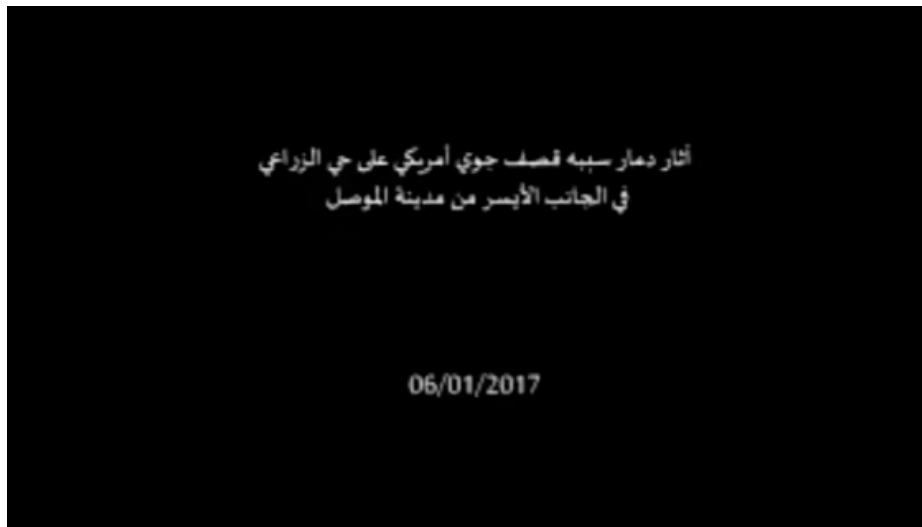 أثار دمار سببه قصف جوي أمريكي على حي الزراعي
في الجانب الأيسر من مدينة الموصل
06/01/2017